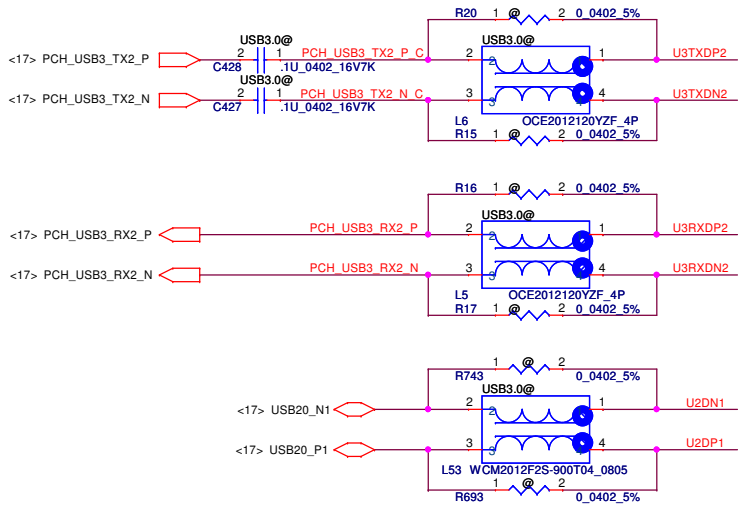 R20 1 @ 2 0_0402_5%
<17> PCH_USB3_TX2_P 2 USB3.0@ 1 PCH_USB3_TX2_P_C 2 USB3.0@ 1 U3TXDP2
C428 .1U_0402_16V7K
<17> PCH_USB3_TX2_N 2 USB3.0@ 1 PCH_USB3_TX2_N_C 3 4 U3TXDN2
C427 .1U_0402_16V7K
L6 OCE2012120YZF_4P
R15 1 @ 2 0_0402_5%
R16 1 @ 2 0_0402_5%
USB3.0@
<17> PCH_USB3_RX2_P PCH_USB3_RX2_P 2 2 1 U3RXDP2
<17> PCH_USB3_RX2_N PCH_USB3_RX2_N 3 3 4 U3RXDN2
L5 OCE2012120YZF_4P
R17 1 @ 2 0_0402_5%
R743 1 @ 2 0_0402_5%
USB3.0@
<17> USB20_N1 2 2 1 U2DN1
<17> USB20_P1 3 3 4 U2DP1
L53 WCM2012F2S-900T04_0805
R693 1 @ 2 0_0402_5%